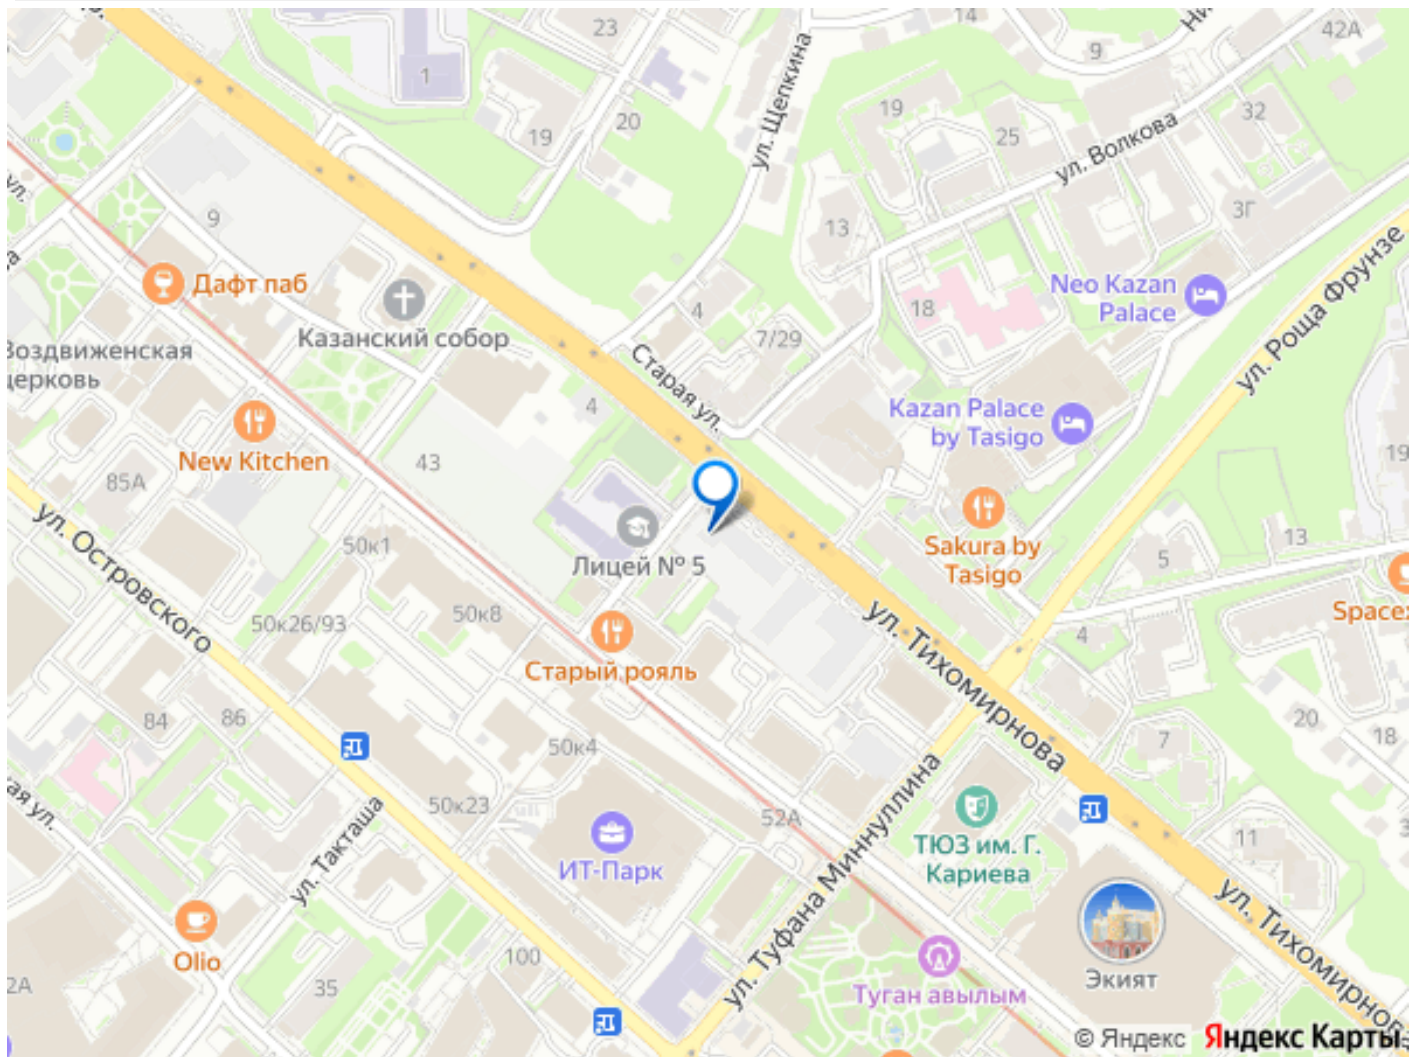 23
14
42А
1
9
19
20
ул. Щепкина
19
25
32
ул. Волкова
9
13
3Г
ул.
Дафт паб
Казанский собор
4
7/29
18
Neo Kazan
Palace
ул. Роща Фрунзе
Воздвиженская
церковь
Старая ул.
4
Kazan Palace
by Tasigo
New Kitchen
43
85А
19
ул. Островского
50к1
Лицей № 5
Sakura by
Tasigo
5
13
50к26/93
50к8
Старый рояль
ул. Тихомирнова
4
Spacex
84
86
50к4
20
18
7
50к23
52А
ая ул.
ул. Такташа
ИТ-Парк
ул. Туфана Миннуллина
ТЮЗ им. Г.
Кариева
11
3
ул. Тихомирнова
Olio
100
35
2А
Туган авылым
Экият
© Яндекс Яндекс Карты